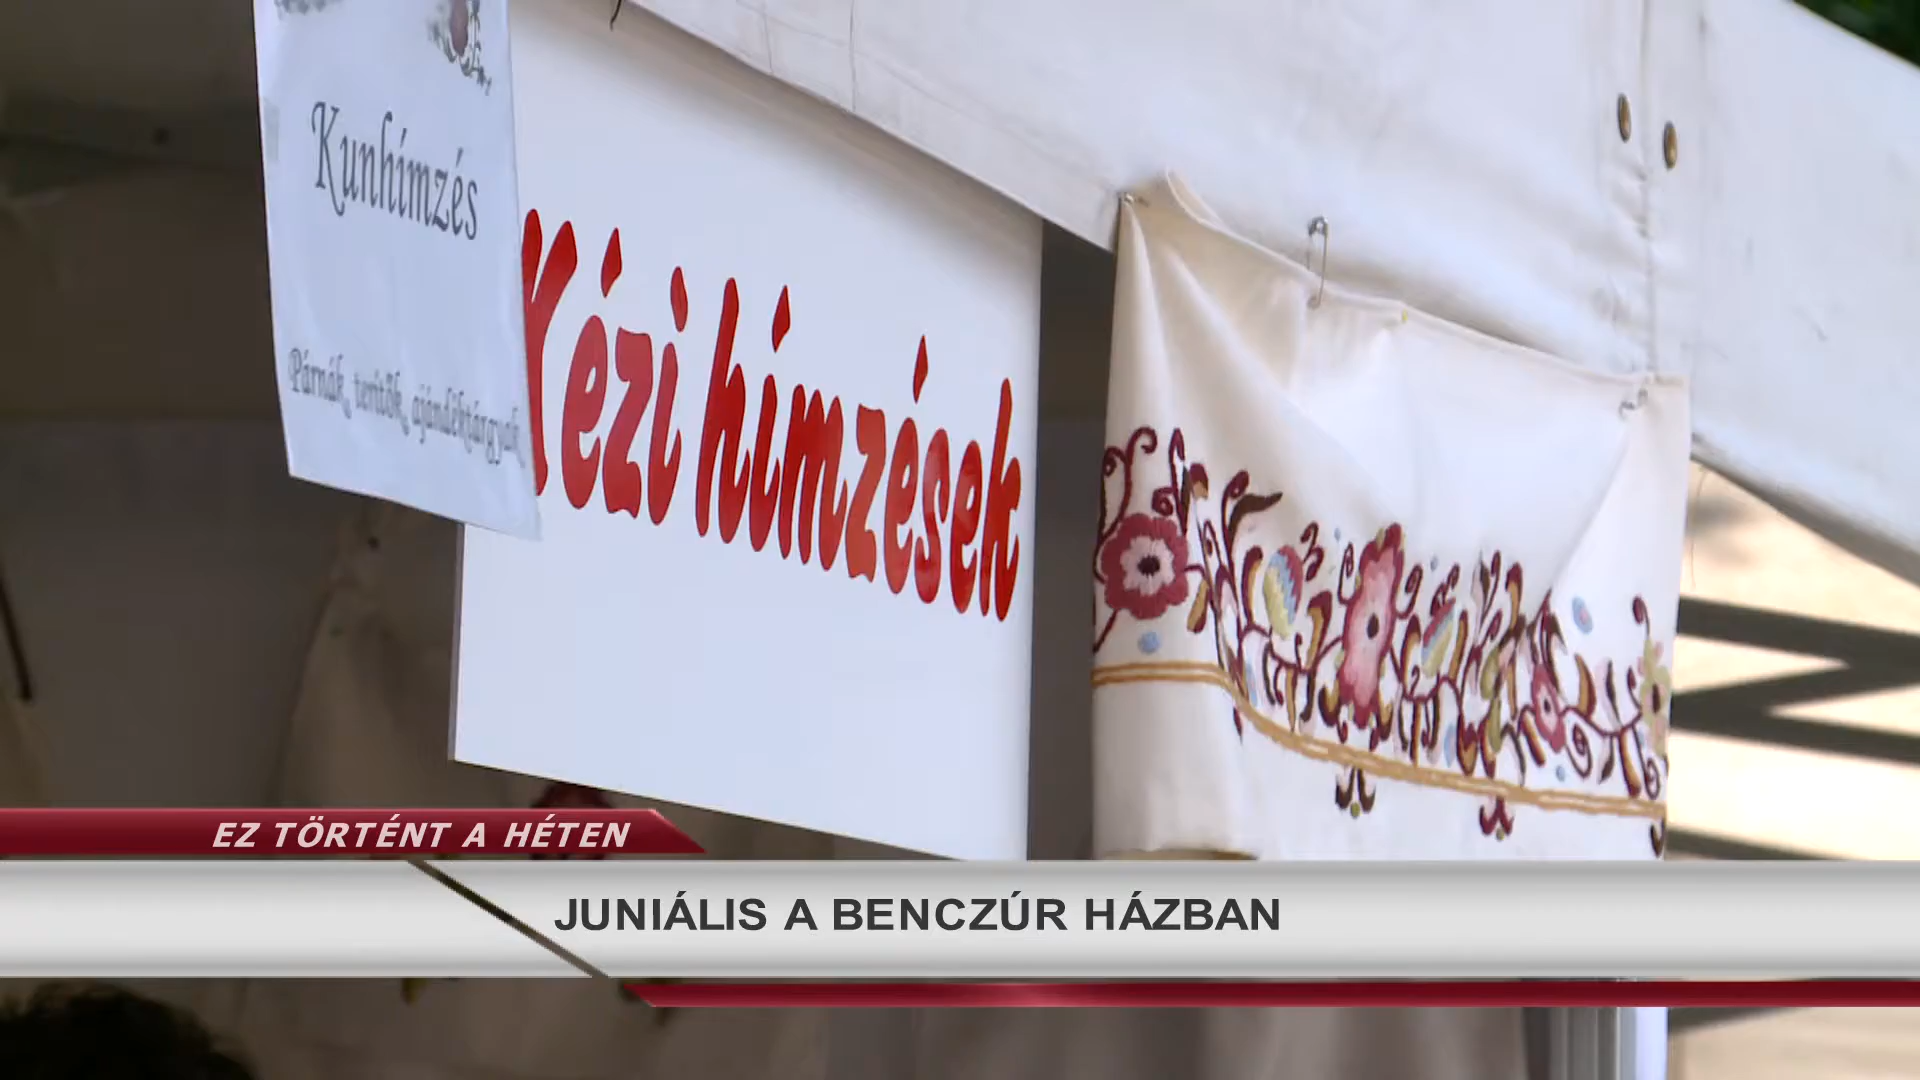 Kunhímzés
Párnák, terítők, ajándéktárgyak
Kézi hímzések
EZ TÖRTÉNT A HÉTEN
JUNIÁLIS A BENCZÚR HÁZBAN